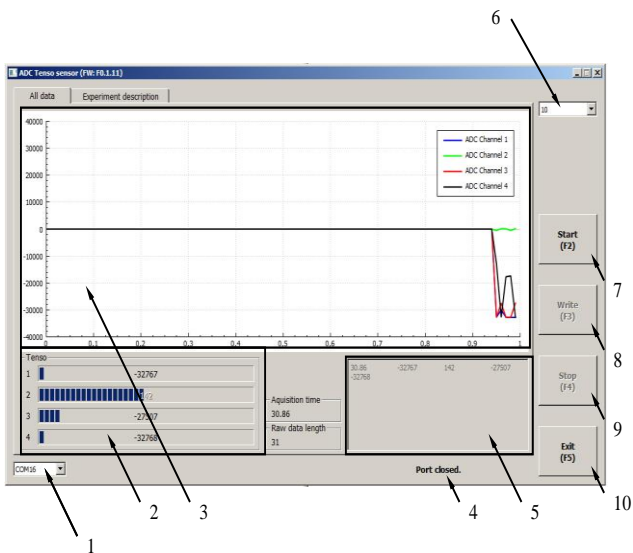 6
ADC Tenso sensor (FW: F0.1.11)
All data
Experiment description
10
40000
30000
20000
10000
0
-10000
-20000
-30000
-40000
0 0,1 0,2 0,3 0,4 0,5 0,6 0,7 0,8 0,9
ADC Channel 1
ADC Channel 2
ADC Channel 3
ADC Channel 4
Start
(F2)
7
Write
(F3)
8
Stop
(F4)
9
Exit
(F5)
10
Tenso
1 -32767
2
3 -27507
4 -32768
Aquisition time
30.86
Raw data length
31
30.86 -32767 142 -27507
-32768
COM16
Port closed.
1
2
3
4
5